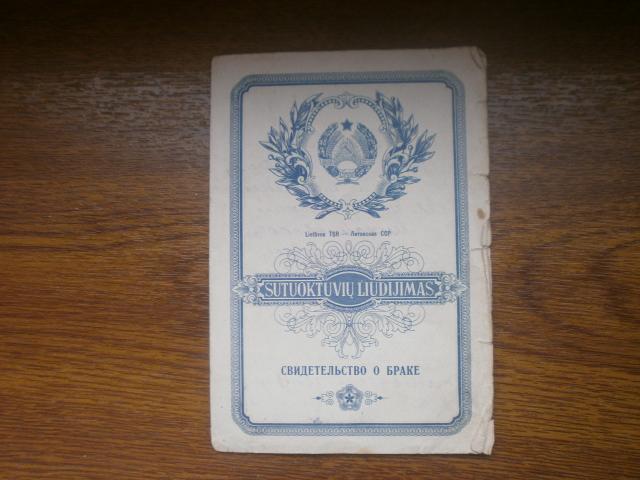 Lietuvos TSR — Литовская ССР
SUTUOKTUVIŲ LIUDIJIMAS
СВИДЕТЕЛЬСТВО О БРАКЕ